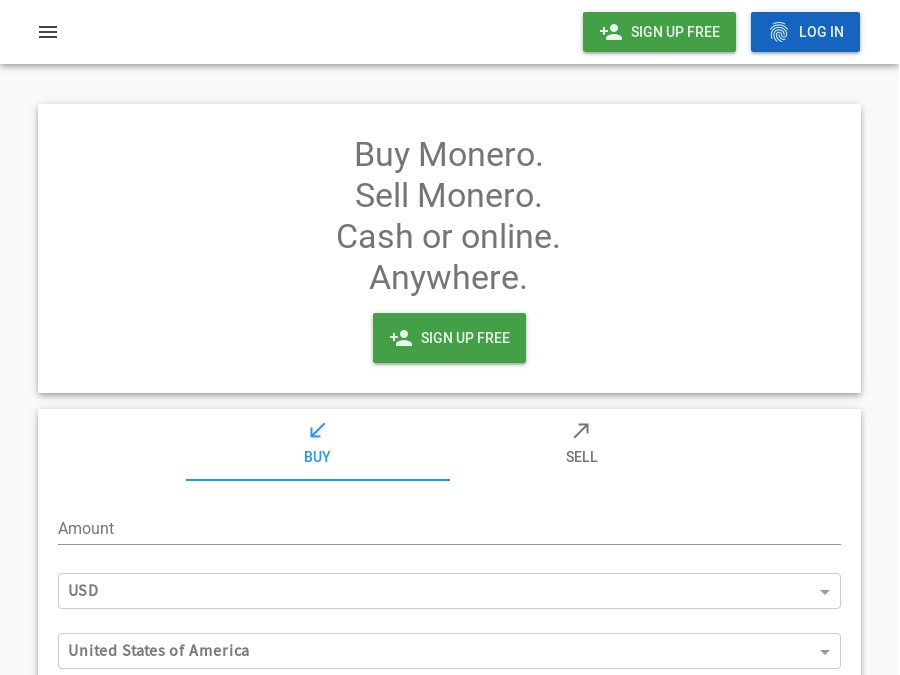 SIGN UP FREE
LOG IN
Buy Monero.
Sell Monero.
Cash or online.
Anywhere.
SIGN UP FREE
BUY
SELL
Amount
USD
United States of America